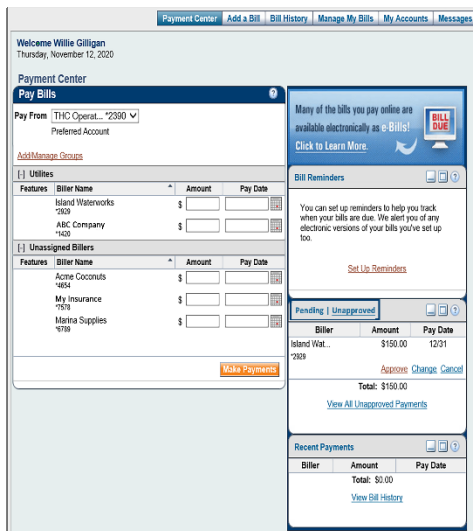 Payment Center Add a Bill Bill History Manage My Bills My Accounts Messages
Welcome Willie Gilligan
Thursday, November 12, 2020
Payment Center
Pay Bills ?
Pay From THC Operat... *2390
Preferred Account
Add/Manage Groups
[-] Utilites
Features Biller Name Amount Pay Date
Island Waterworks $
*2929
ABC Company $
*1420
[-] Unassigned Billers
Features Biller Name Amount Pay Date
Acme Coconuts $
*4654
My Insurance $
*7578
Marina Supplies $
*6789
Make Payments
Many of the bills you pay online are
available electronically as e-Bills!
Click to Learn More.
BILL
DUE
Bill Reminders ?
You can set up reminders to help you track
when your bills are due. We alert you of any
electronic versions of your bills you've set up
too.
Set Up Reminders
Pending | Unapproved ?
Biller Amount Pay Date
Island Wat... $150.00 12/31
*2929
Approve Change Cancel
Total: $150.00
View All Unapproved Payments
Recent Payments ?
Biller Amount Pay Date
Total: $0.00
View Bill History